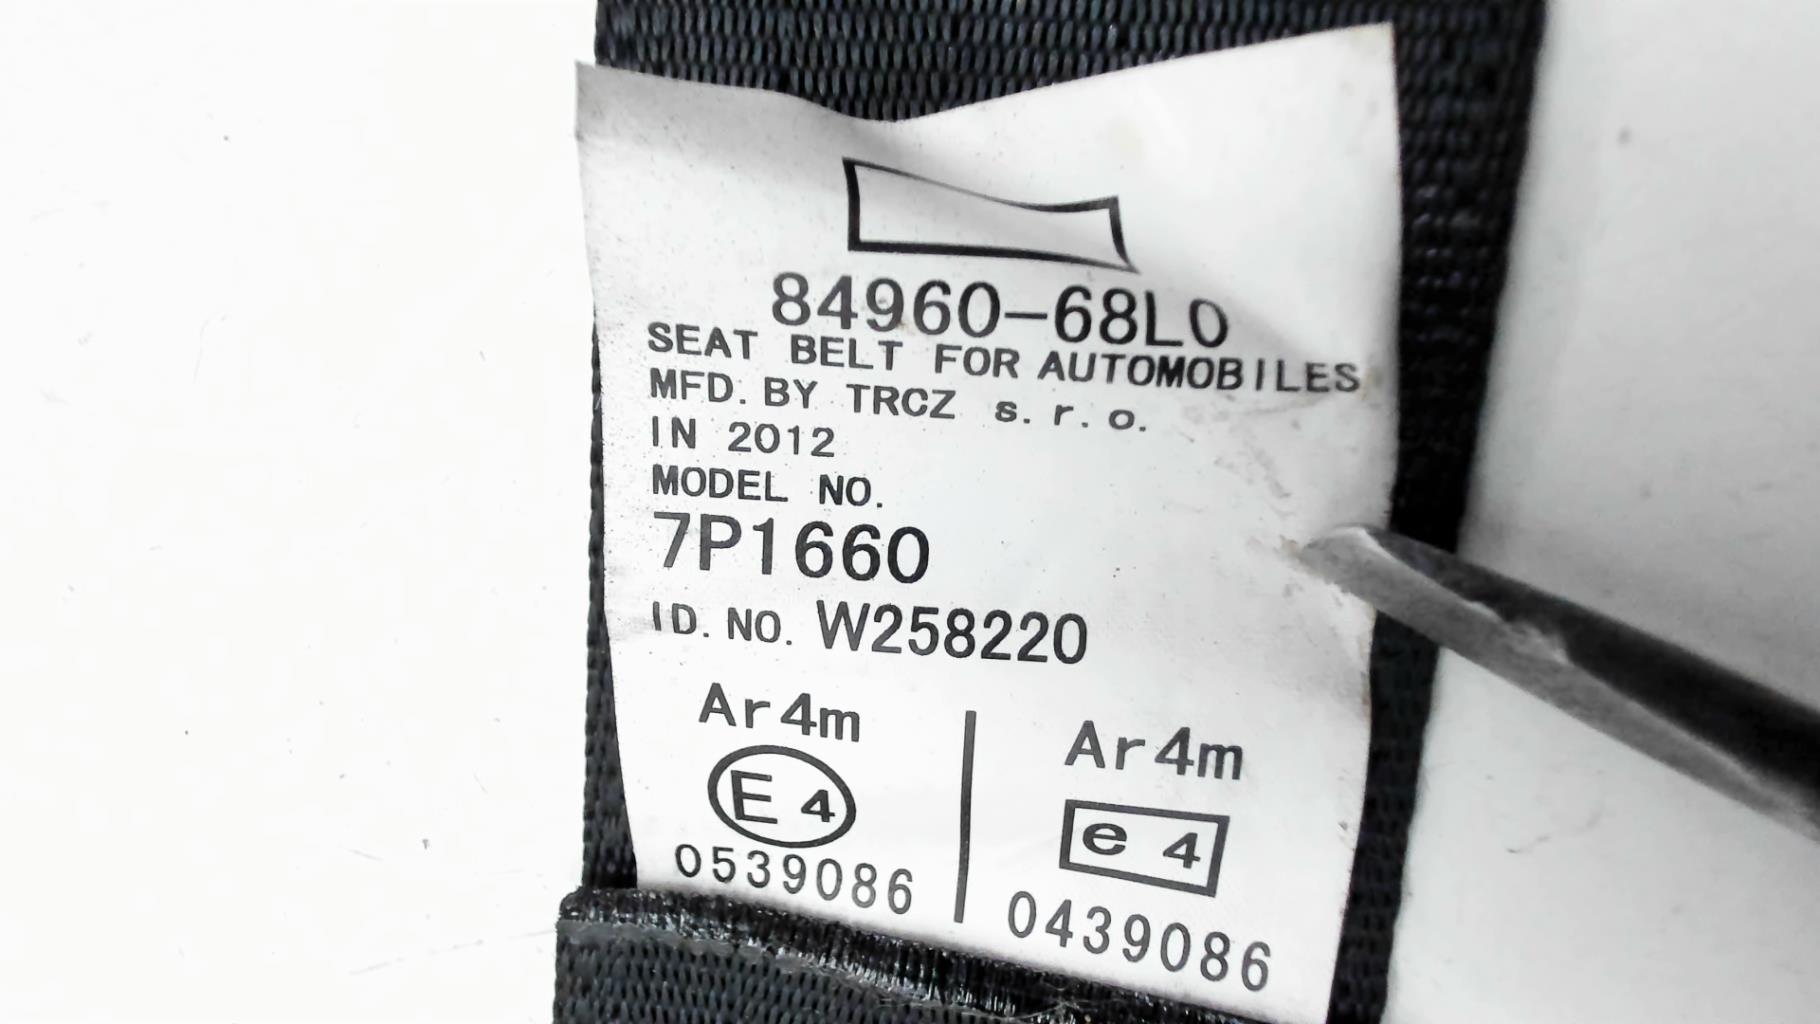 84960-68L0
SEAT BELT FOR AUTOMOBILES
MFD. BY TRCZ s.r.o.
IN 2012
MODEL NO.
7P1660
ID. NO. W258220
Ar4m
E 4
0539086
Ar4m
e 4
0439086